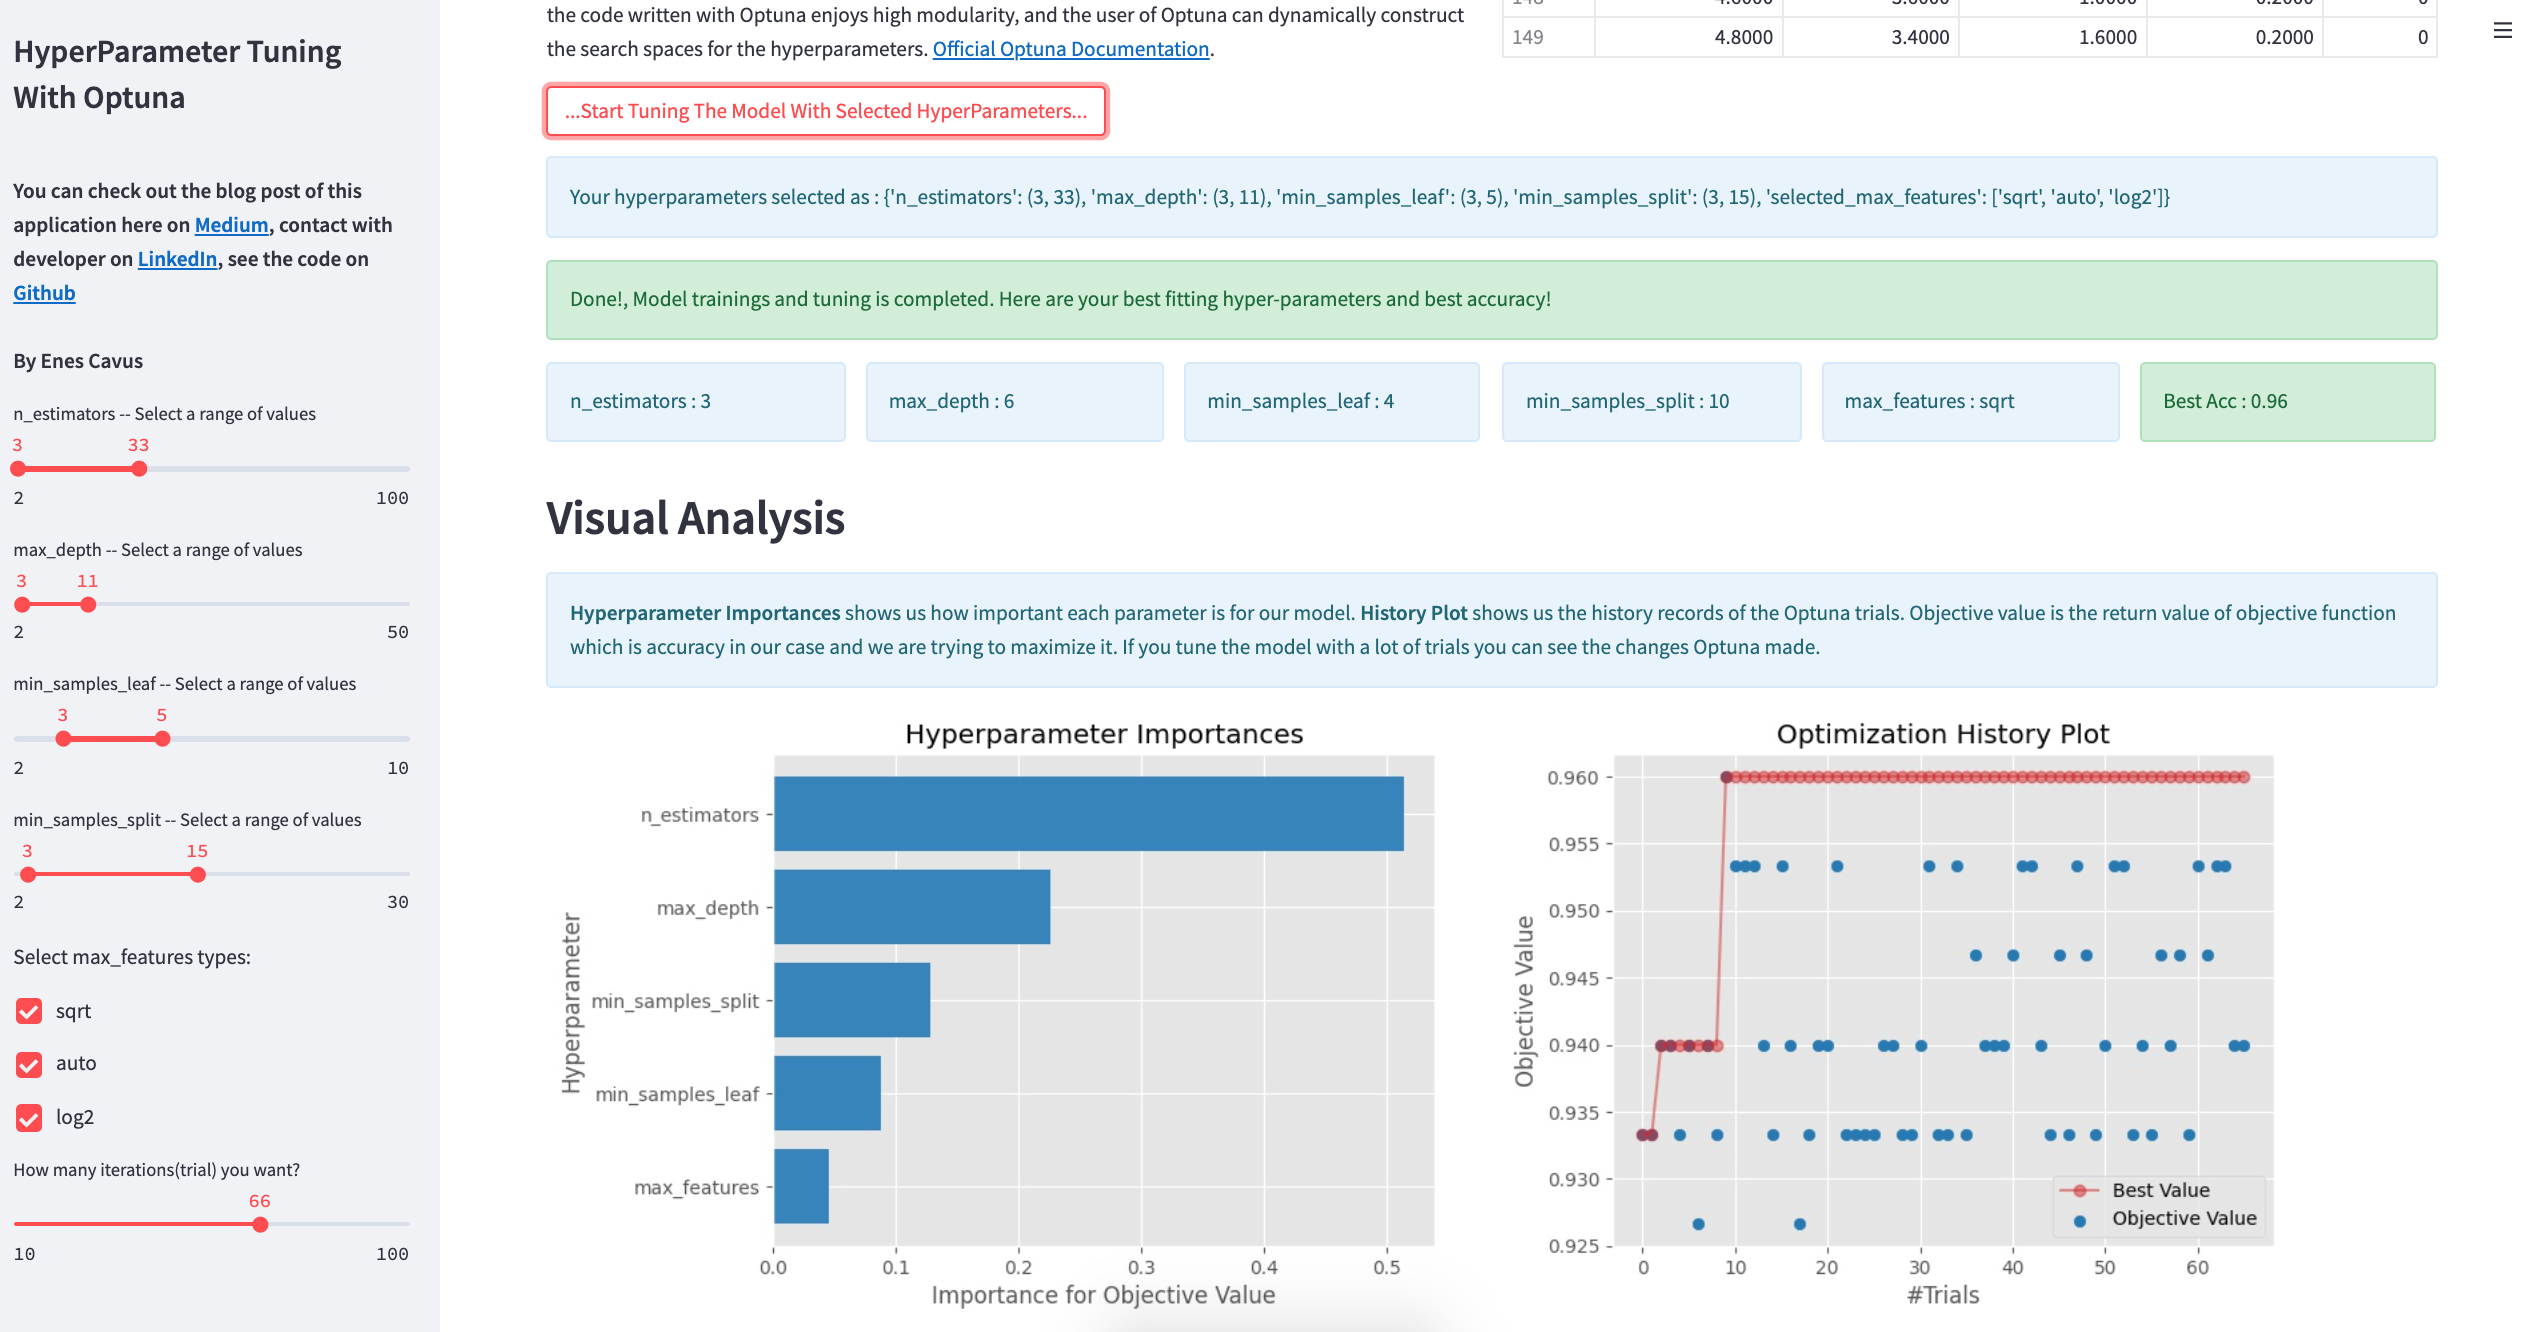 HyperParameter Tuning
With Optuna
You can check out the blog post of this
application here on Medium, contact with
developer on LinkedIn, see the code on
Github
By Enes Cavus
n_estimators -- Select a range of values
3 33
2 100
max_depth -- Select a range of values
3 11
2 50
min_samples_leaf -- Select a range of values
3 5
2 10
min_samples_split -- Select a range of values
3 15
2 30
Select max_features types:
sqrt
auto
log2
How many iterations(trial) you want?
66
10 100
the code written with Optuna enjoys high modularity, and the user of Optuna can dynamically construct
the search spaces for the hyperparameters. Official Optuna Documentation.
149 4.8000 3.4000 1.6000 0.2000 0
...Start Tuning The Model With Selected HyperParameters...
Your hyperparameters selected as : {'n_estimators': (3, 33), 'max_depth': (3, 11), 'min_samples_leaf': (3, 5), 'min_samples_split': (3, 15), 'selected_max_features': ['sqrt', 'auto', 'log2']}
Done!, Model trainings and tuning is completed. Here are your best fitting hyper-parameters and best accuracy!
n_estimators : 3
max_depth : 6
min_samples_leaf : 4
min_samples_split : 10
max_features : sqrt
Best Acc : 0.96
Visual Analysis
Hyperparameter Importances shows us how important each parameter is for our model. History Plot shows us the history records of the Optuna trials. Objective value is the return value of objective function
which is accuracy in our case and we are trying to maximize it. If you tune the model with a lot of trials you can see the changes Optuna made.
Hyperparameter Importances
Hyperparameter
n_estimators
max_depth
min_samples_split
min_samples_leaf
max_features
0.0 0.1 0.2 0.3 0.4 0.5
Importance for Objective Value
Optimization History Plot
Objective Value
0.960
0.955
0.950
0.945
0.940
0.935
0.930
0.925
Best Value
Objective Value
0 10 20 30 40 50 60
#Trials